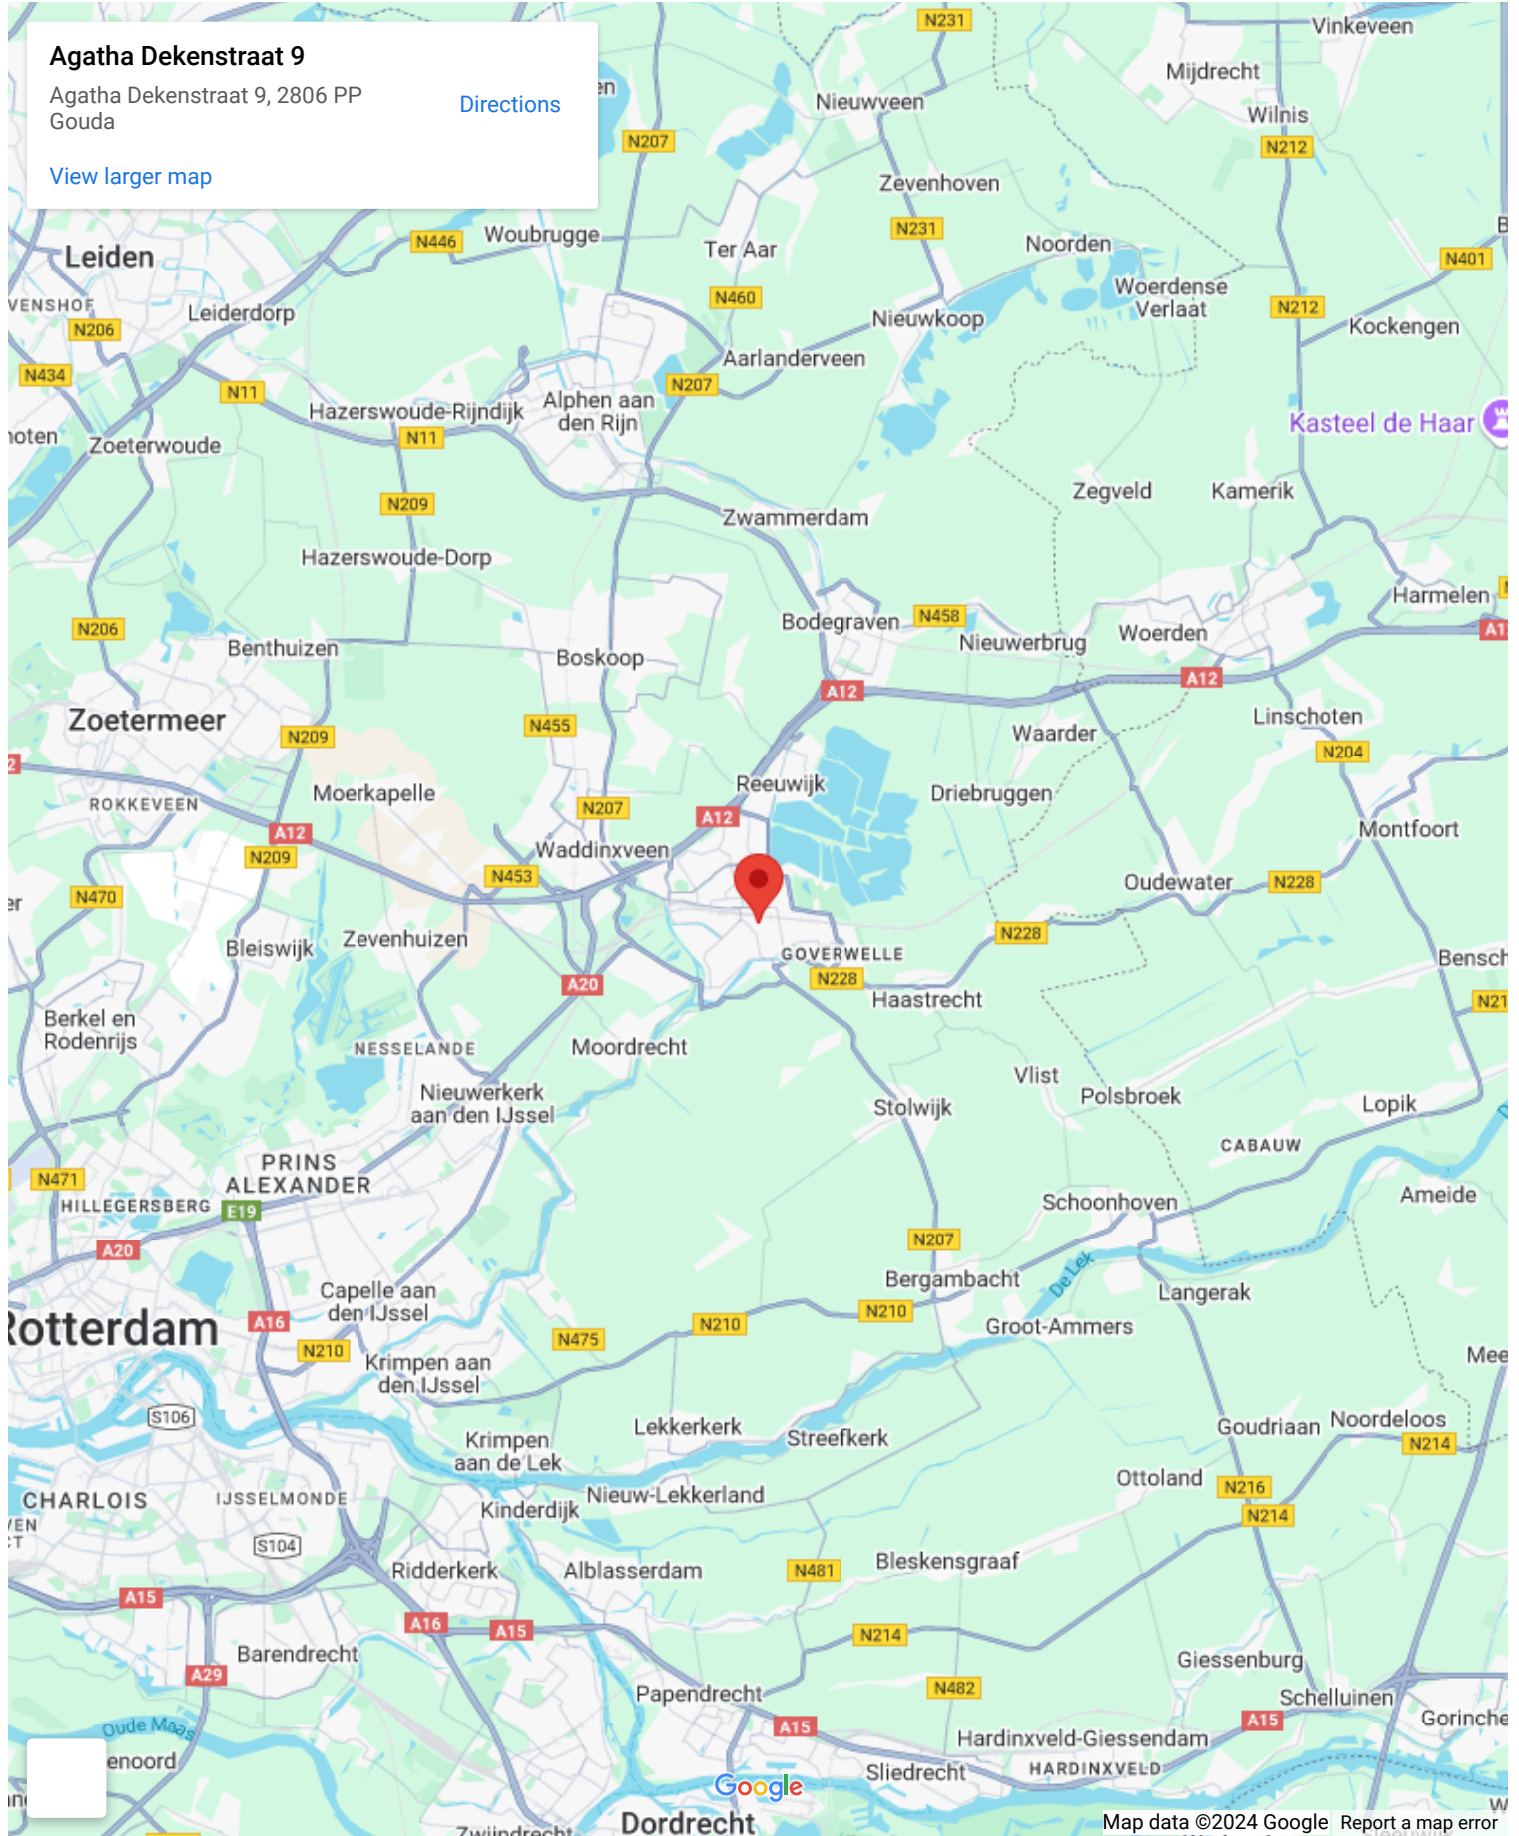 Agatha Dekenstraat 9
Agatha Dekenstraat 9, 2806 PP
Gouda
Directions
View larger map
N231
Vinkeveen
Mijdrecht
Nieuwveen
Wilnis
N207
N212
Zevenhoven
N446
Woubrugge
N231
Ter Aar
Noorden
Leiden
N401
Woerdense
Verlaat
N460
VENSHOF
Leiderdorp
N212
N206
Nieuwkoop
Kockengen
Aarlanderveen
N434
N207
N11
Alphen aan
den Rijn
Hazerswoude-Rijndijk
Kasteel de Haar
N11
Zoeterwoude
Zegveld
Kamerik
N209
Zwammerdam
Hazerswoude-Dorp
Harmelen
N206
Bodegraven
N458
Nieuwerbrug
Woerden
Benthuizen
Boskoop
A12
A12
Zoetermeer
Linschoten
N209
N455
Waarder
N204
Reeuwijk
Moerkapelle
Driebruggen
ROKKEVEEN
N207
A12
Montfoort
A12
Waddinxveen
N209
N453
Oudewater
N228
N470
N228
Bleiswijk
Zevenhuizen
GOVERWELLE
N228
A20
Haastrecht
Berkel en
Rodenrijs
NESSELANDE
Moordrecht
Vlist
Nieuwerkerk
aan den IJssel
Polsbroek
Stolwijk
Lopik
CABAUW
PRINS
ALEXANDER
N471
HILLEGERSBERG
E19
Schoonhoven
Ameide
A20
N207
De Lek
Bergambacht
Capelle aan
den IJssel
Langerak
N210
N210
Rotterdam
A16
Groot-Ammers
N475
N210
Krimpen aan
den IJssel
S106
Lekkerkerk
Goudriaan
Noordeloos
Krimpen
aan de Lek
Streefkerk
N214
Ottoland
CHARLOIS
IJSSELMONDE
Nieuw-Lekkerland
N216
Kinderdijk
N214
S104
Ridderkerk
Alblasserdam
N481
Bleskensgraaf
A15
A16
A15
N214
Barendrecht
Giessenburg
A29
N482
Papendrecht
Schelluinen
Oude Maas
A15
A15
Hardinxveld-Giessendam
Sliedrecht
HARDINXVELD
Google
Dordrecht
Zwijndrecht
Map data ©2024 Google
Report a map error